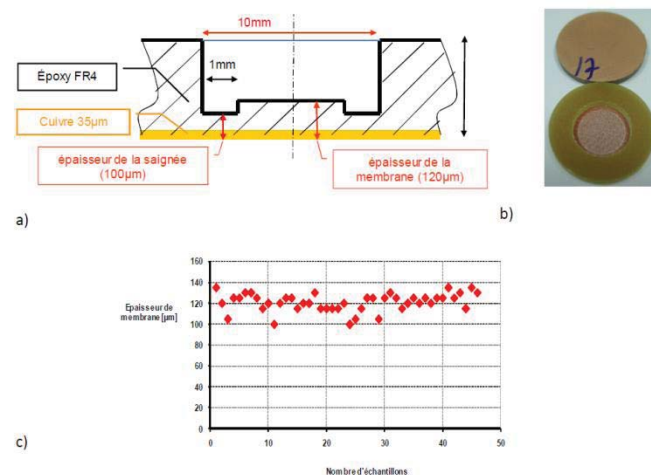 10mm
1mm
Époxy FR4
Cuivre 35µm
épaisseur de la saignée
(100µm)
épaisseur de la
membrane (120µm)
a)
17
b)
Epaisseur de
membrane [µm]
160
140
120
100
80
60
40
20
0
0
10
20
30
40
50
Nombre d'échantillons
c)